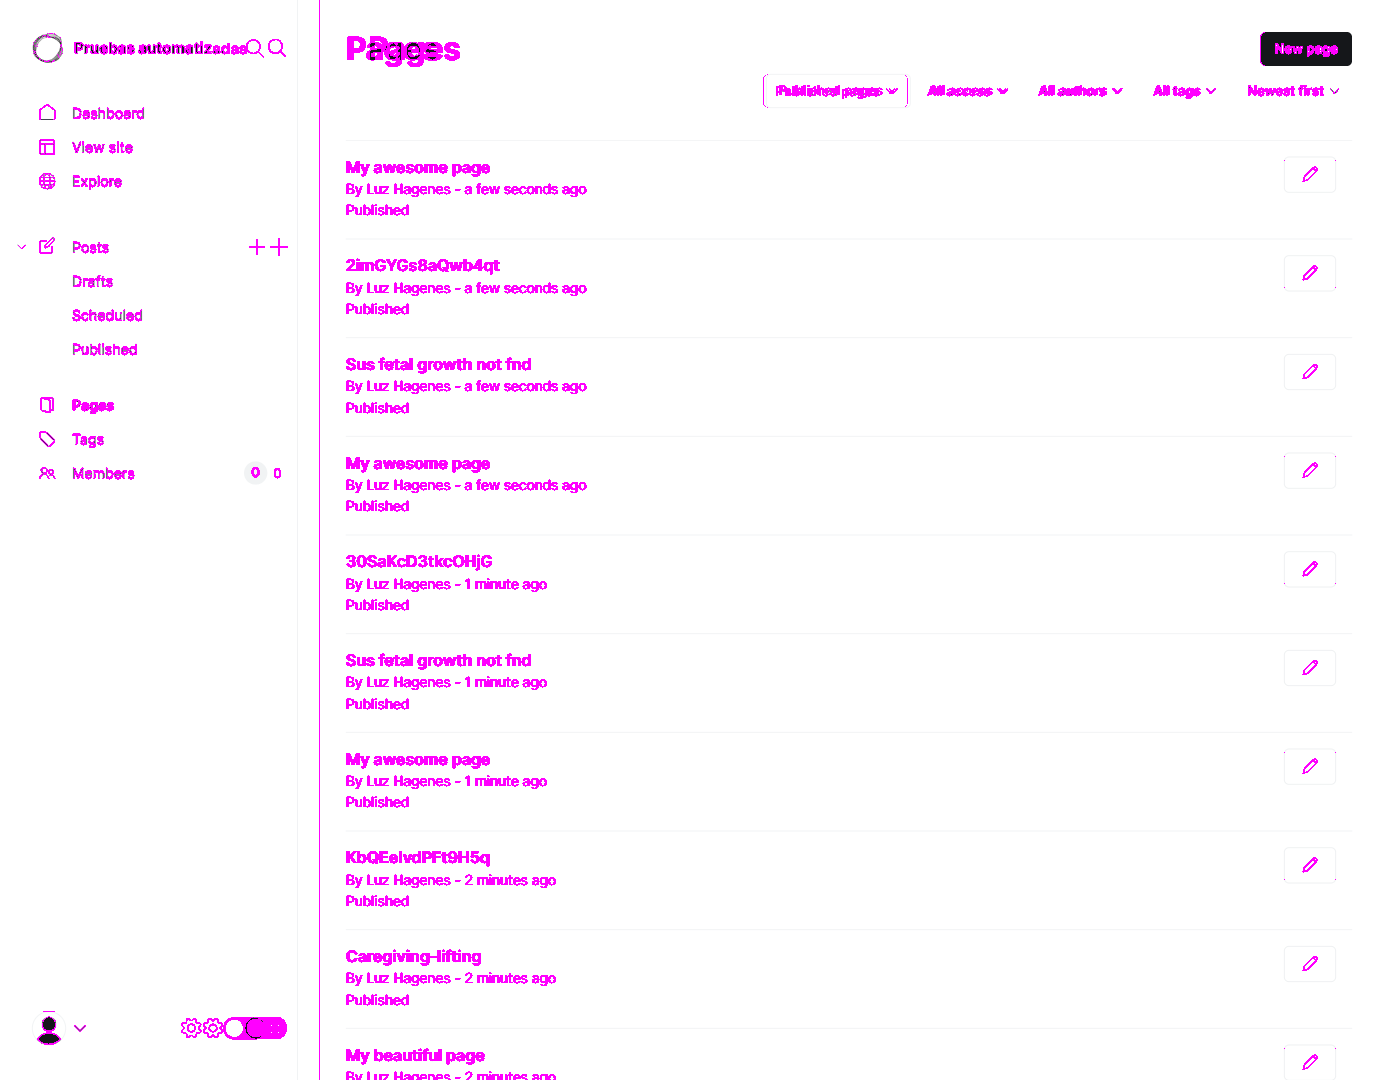 Pruebas automatizadas
Dashboard
View site
Explore
Posts
Drafts
Scheduled
Published
Pages
Tags
Members
0 0
Pages
New page
Published pages
All access
All authors
All tags
Newest first
My awesome page
By Luz Hagenes - a few seconds ago
Published
2imGYGs8aQwb4qt
By Luz Hagenes - a few seconds ago
Published
Sus fetal growth not fnd
By Luz Hagenes - a few seconds ago
Published
My awesome page
By Luz Hagenes - a few seconds ago
Published
30SaKcD3tkcOHjG
By Luz Hagenes - 1 minute ago
Published
Sus fetal growth not fnd
By Luz Hagenes - 1 minute ago
Published
My awesome page
By Luz Hagenes - 1 minute ago
Published
KbQEeIvdPFt9H5q
By Luz Hagenes - 2 minutes ago
Published
Caregiving-lifting
By Luz Hagenes - 2 minutes ago
Published
My beautiful page
By Luz Hagenes - 2 minutes ago